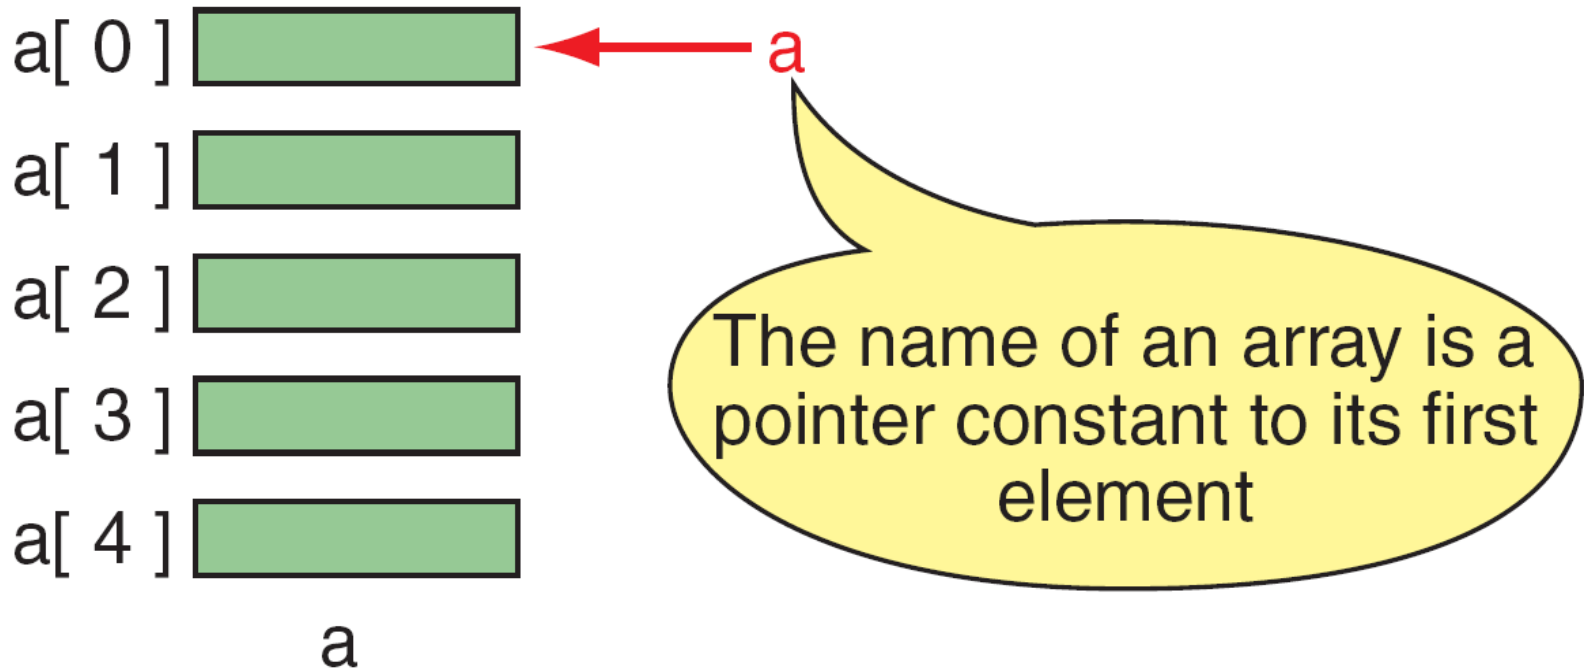 a[ 0 ]
a
a[ 1 ]
a[ 2 ]
a[ 3 ]
a[ 4 ]
a
The name of an array is a
pointer constant to its first
element